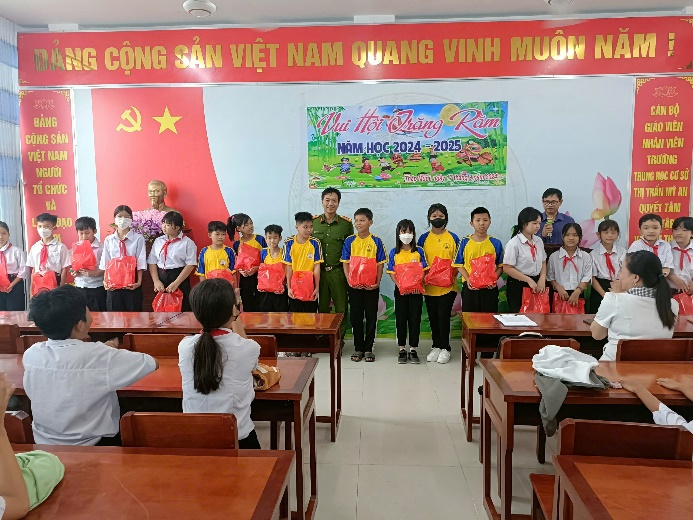 ĐẢNG CỘNG SẢN VIỆT NAM QUANG VINH MUÔN NĂM !
ĐẢNG
CỘNG SẢN
VIỆT NAM
NGƯỜI
TỔ CHỨC
VÀ
Vui Hội Trăng Rằm
NĂM HỌC 2024 - 2025
CÁN BỘ
GIÁO VIÊN
NHÂN VIÊN
TRƯỜNG
TRUNG HỌC CƠ SỞ
THỊ TRẤN MỸ AN
QUYẾT TÂM